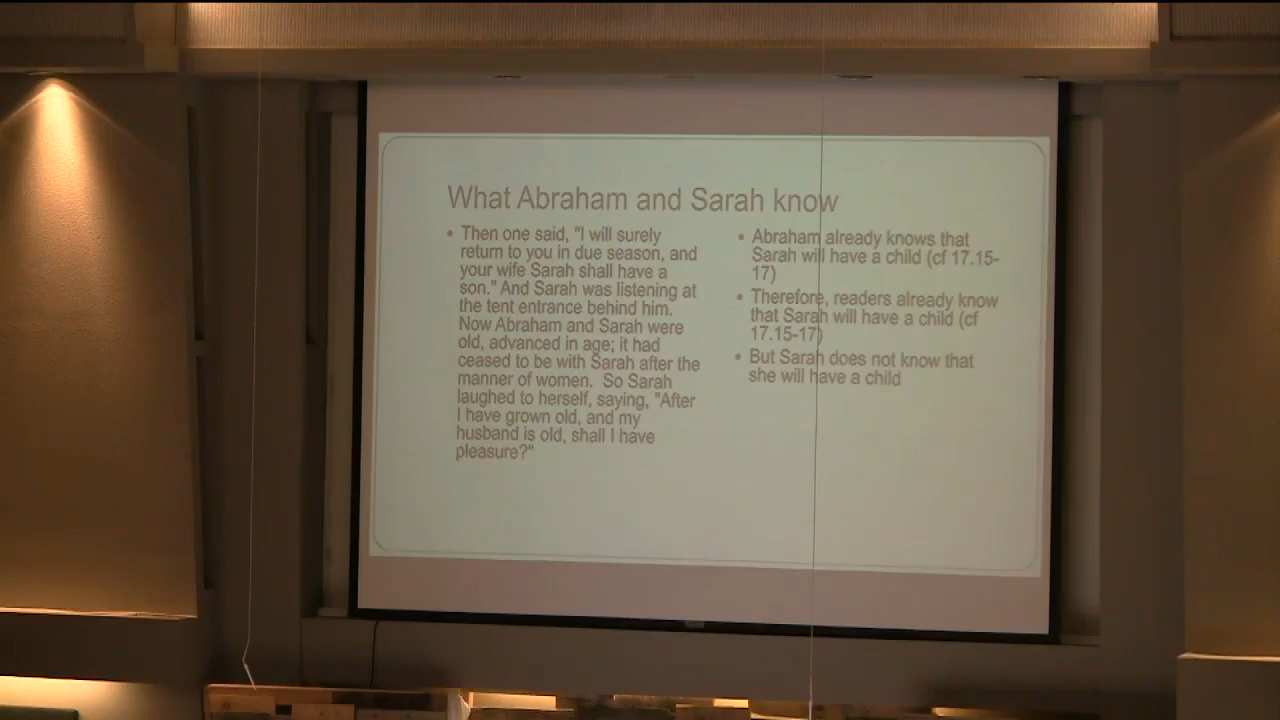 What Abraham and Sarah know
• Then one said, "I will surely
return to you in due season, and
your wife Sarah shall have a
son." And Sarah was listening at
the tent entrance behind him.
Now Abraham and Sarah were
old, advanced in age; it had
ceased to be with Sarah after the
manner of women.  So Sarah
laughed to herself, saying, "After
I have grown old, and my
husband is old, shall I have
pleasure?"
• Abraham already knows that
Sarah will have a child (cf 17.15-
17)
• Therefore, readers already know
that Sarah will have a child (cf
17.15-17)
• But Sarah does not know that
she will have a child